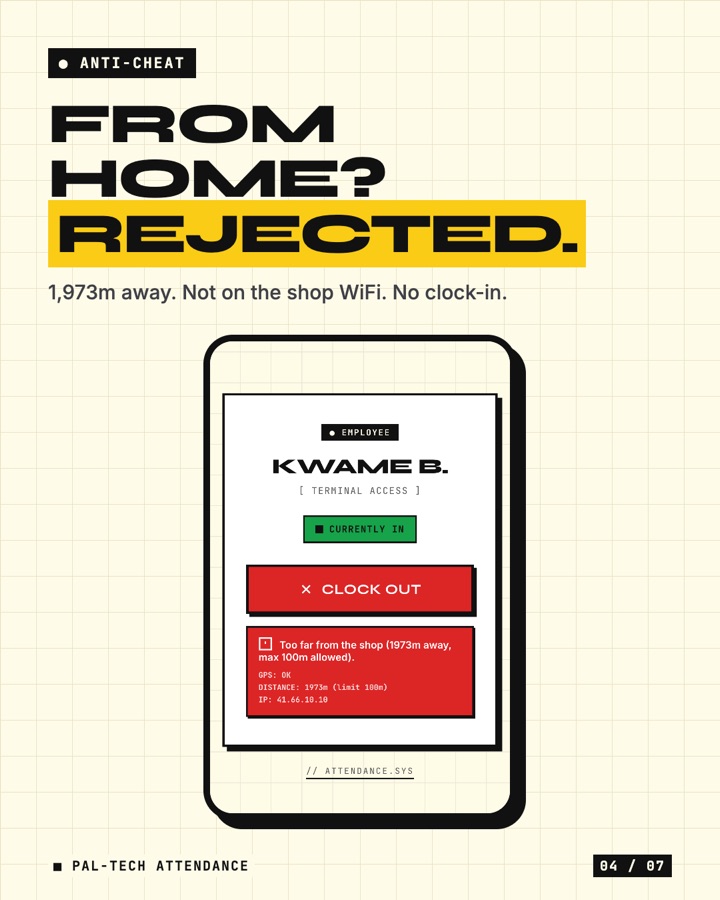 ● ANTI-CHEAT
FROM
HOME?
REJECTED.
1,973m away. Not on the shop WiFi. No clock-in.
● EMPLOYEE
KWAME B.
[ TERMINAL ACCESS ]
■ CURRENTLY IN
× CLOCK OUT
Too far from the shop (1973m away,
max 100m allowed).
GPS: OK
DISTANCE: 1973m (limit 100m)
IP: 41.66.10.10
// ATTENDANCE.SYS
■ PAL-TECH ATTENDANCE
04 / 07